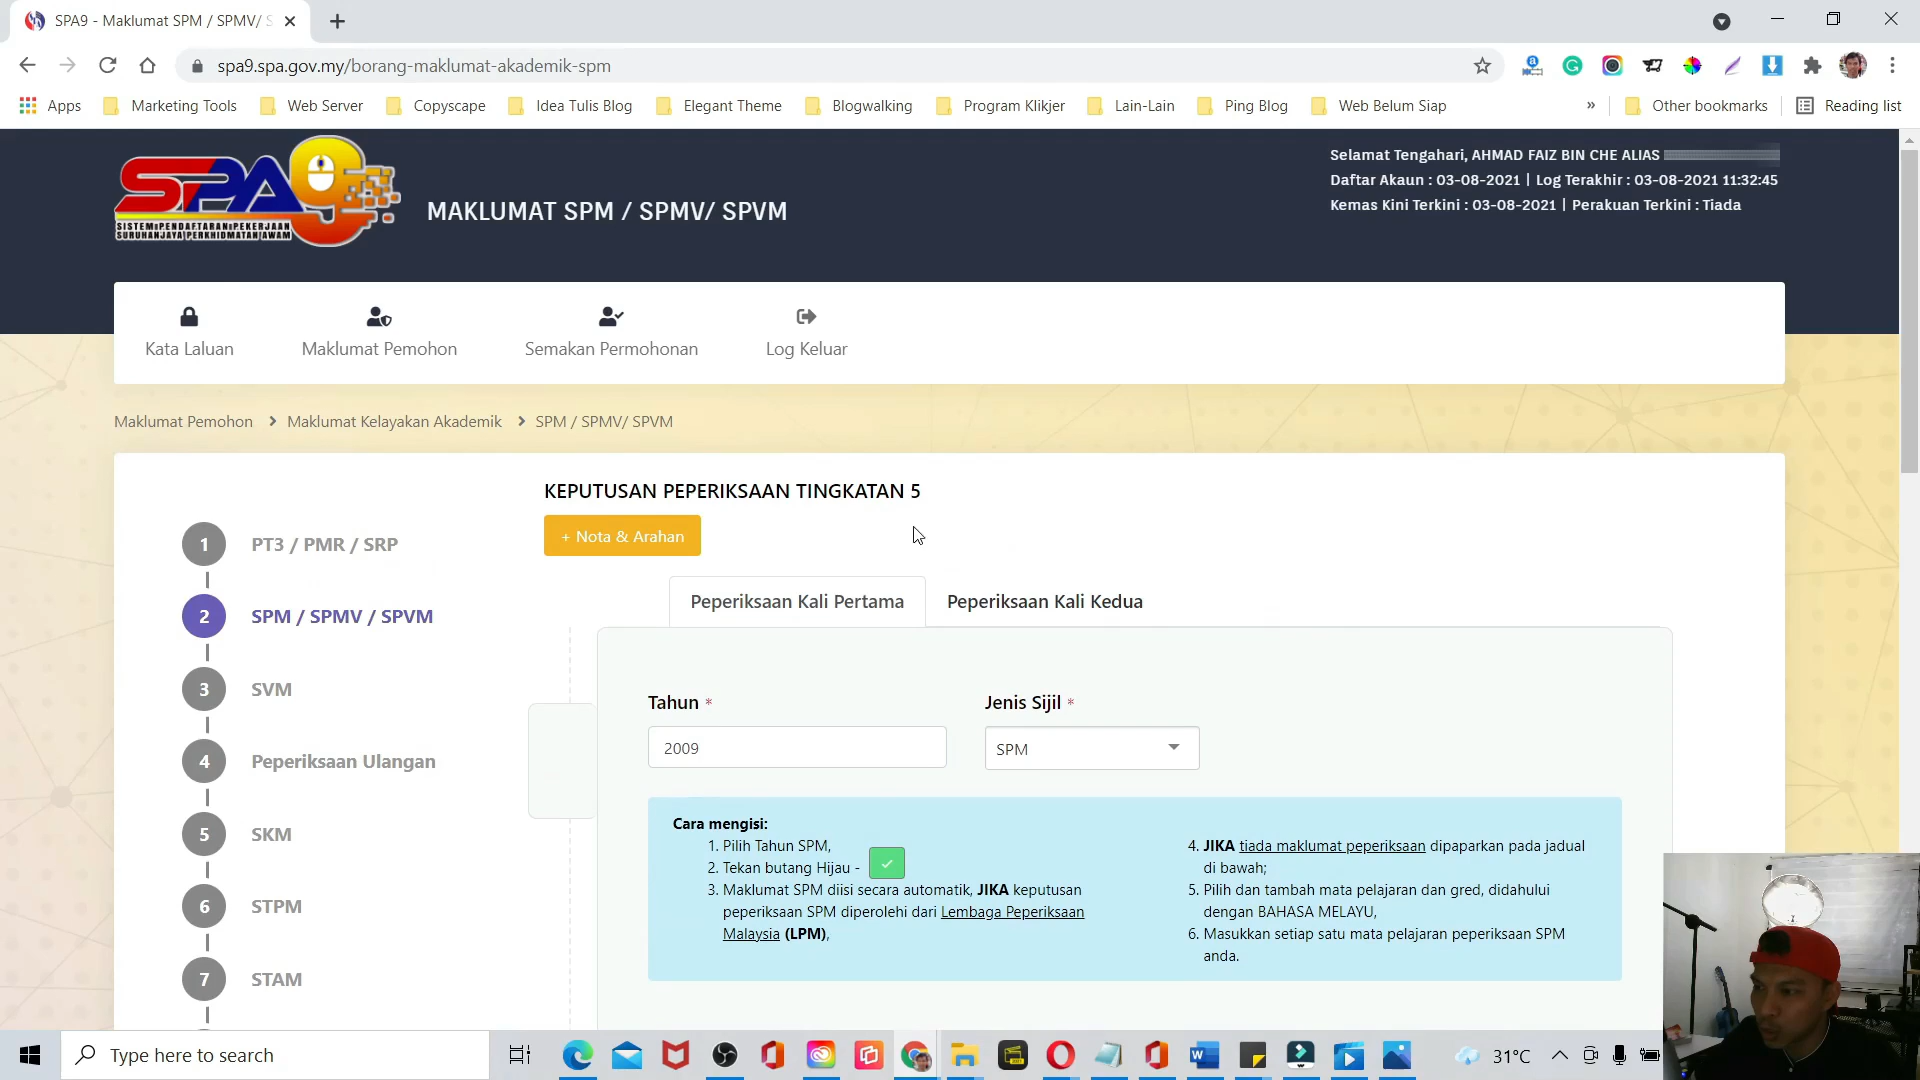 SPA9 - Maklumat SPM / SPMV/ S
spa9.spa.gov.my/borang-maklumat-akademik-spm
Apps
Marketing Tools
Web Server
Copyscape
Idea Tulis Blog
Elegant Theme
Blogwalking
Program Klikjer
Lain-Lain
Ping Blog
Web Belum Siap
»
Other bookmarks
Reading list
SPA9
SISTEM PENDAFTARAN PEKERJAAN
SURUHANJAYA PERKHIDMATAN AWAM
MAKLUMAT SPM / SPMV/ SPVM
Selamat Tengahari, AHMAD FAIZ BIN CHE ALIAS
Daftar Akaun : 03-08-2021 | Log Terakhir : 03-08-2021 11:32:45
Kemas Kini Terkini : 03-08-2021 | Perakuan Terkini : Tiada
Kata Laluan
Maklumat Pemohon
Semakan Permohonan
Log Keluar
Maklumat Pemohon > Maklumat Kelayakan Akademik > SPM / SPMV/ SPVM
1 PT3 / PMR / SRP
2 SPM / SPMV / SPVM
3 SVM
4 Peperiksaan Ulangan
5 SKM
6 STPM
7 STAM
KEPUTUSAN PEPERIKSAAN TINGKATAN 5
+ Nota & Arahan
Peperiksaan Kali Pertama
Peperiksaan Kali Kedua
Tahun *
2009
Jenis Sijil *
SPM
Cara mengisi:
1. Pilih Tahun SPM,
2. Tekan butang Hijau -
3. Maklumat SPM diisi secara automatik, JIKA keputusan
peperiksaan SPM diperolehi dari Lembaga Peperiksaan
Malaysia (LPM),
4. JIKA tiada maklumat peperiksaan dipaparkan pada jadual
di bawah;
5. Pilih dan tambah mata pelajaran dan gred, didahului
dengan BAHASA MELAYU,
6. Masukkan setiap satu mata pelajaran peperiksaan SPM
anda.
Type here to search
31°C